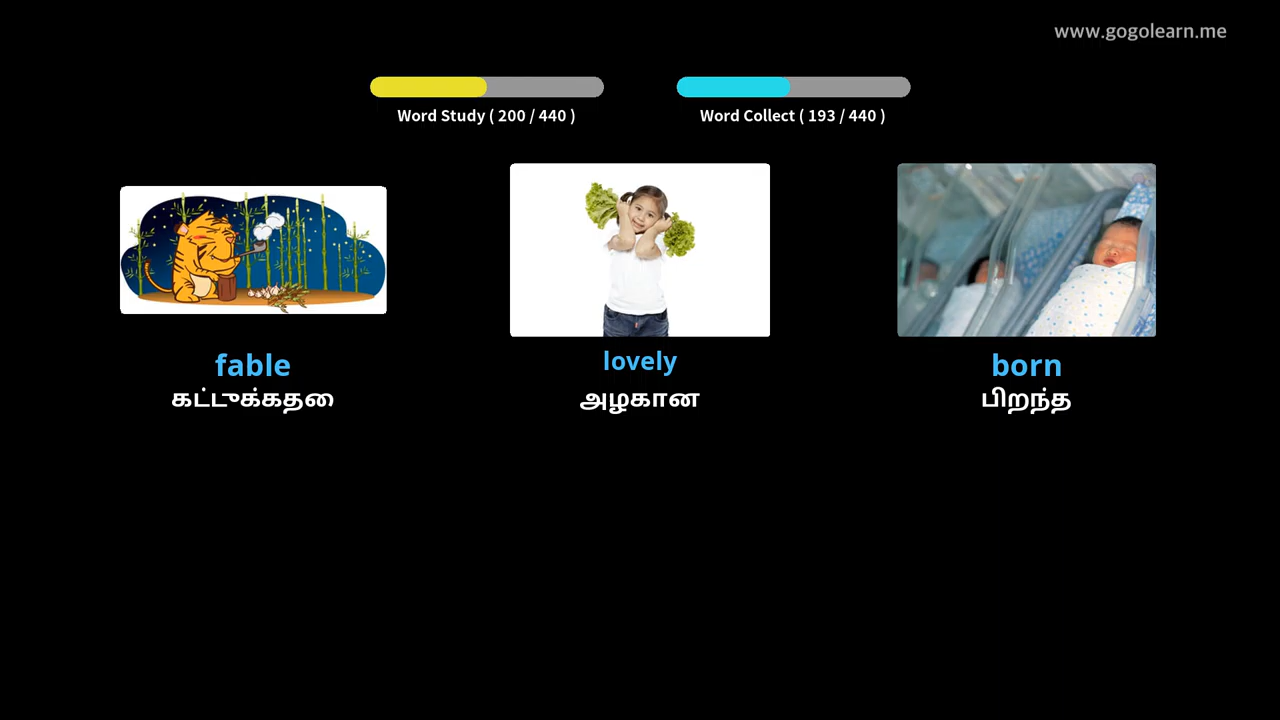 www.gogolearn.me
Word Study ( 200 / 440 )
Word Collect ( 193 / 440 )
fable
lovely
born
கட்டுக்கதை
அழகான
பிறந்த